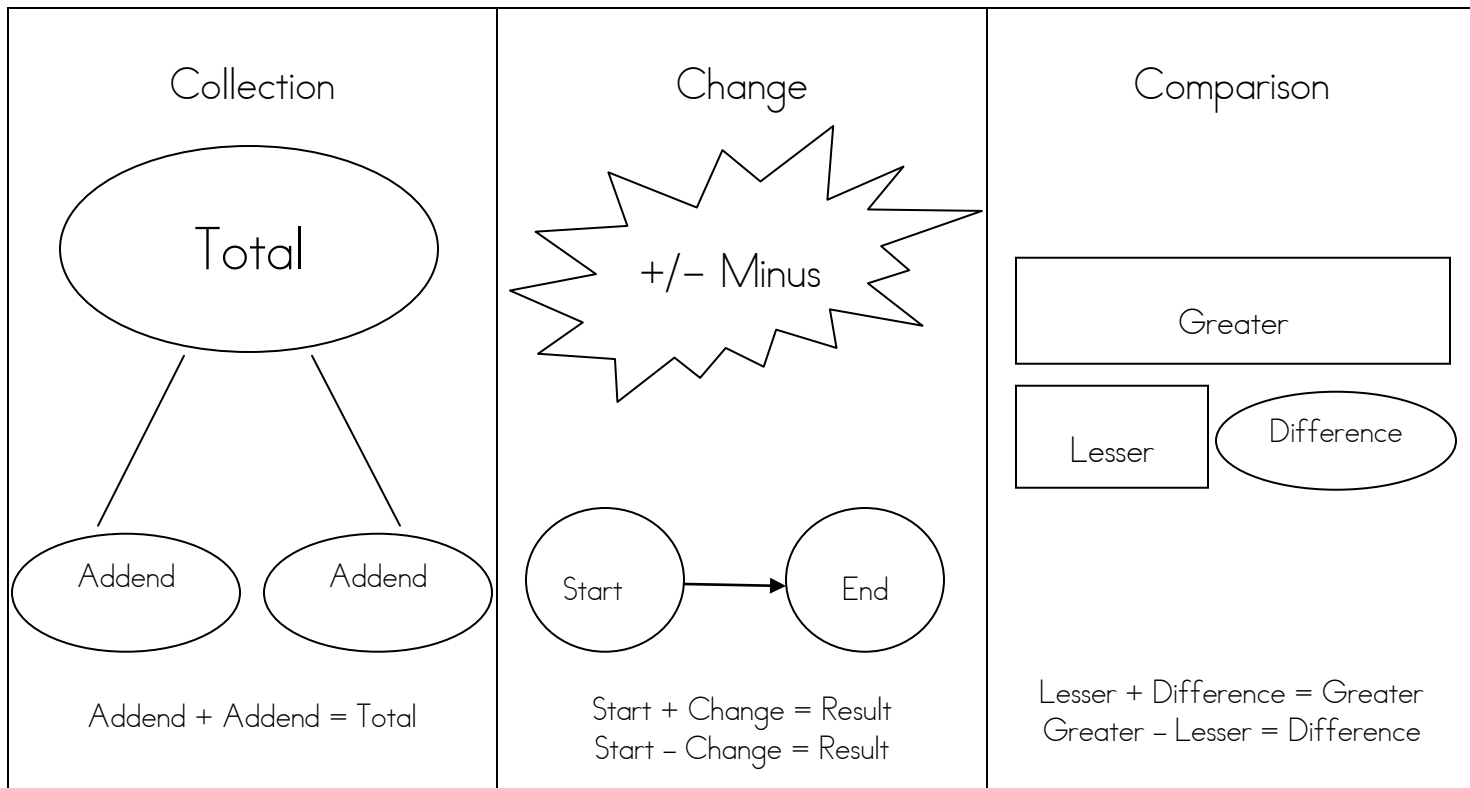 Collection
Total
Addend
Addend
Addend + Addend = Total
Change
+/- Minus
Start
End
Start + Change = Result
Start – Change = Result
Comparison
Greater
Lesser
Difference
Lesser + Difference = Greater
Greater – Lesser = Difference